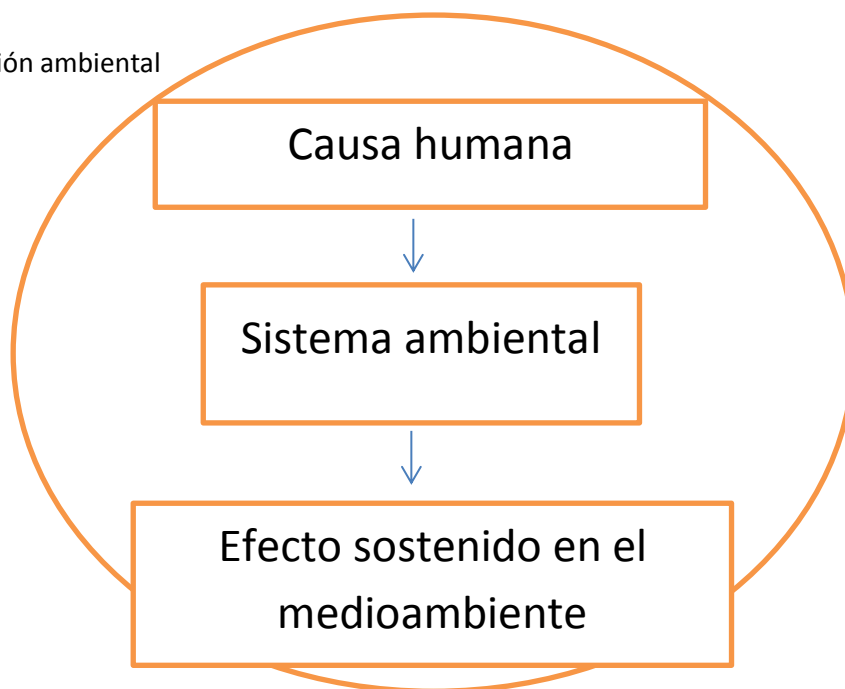 ión ambiental
Causa humana
Sistema ambiental
Efecto sostenido en el
medioambiente